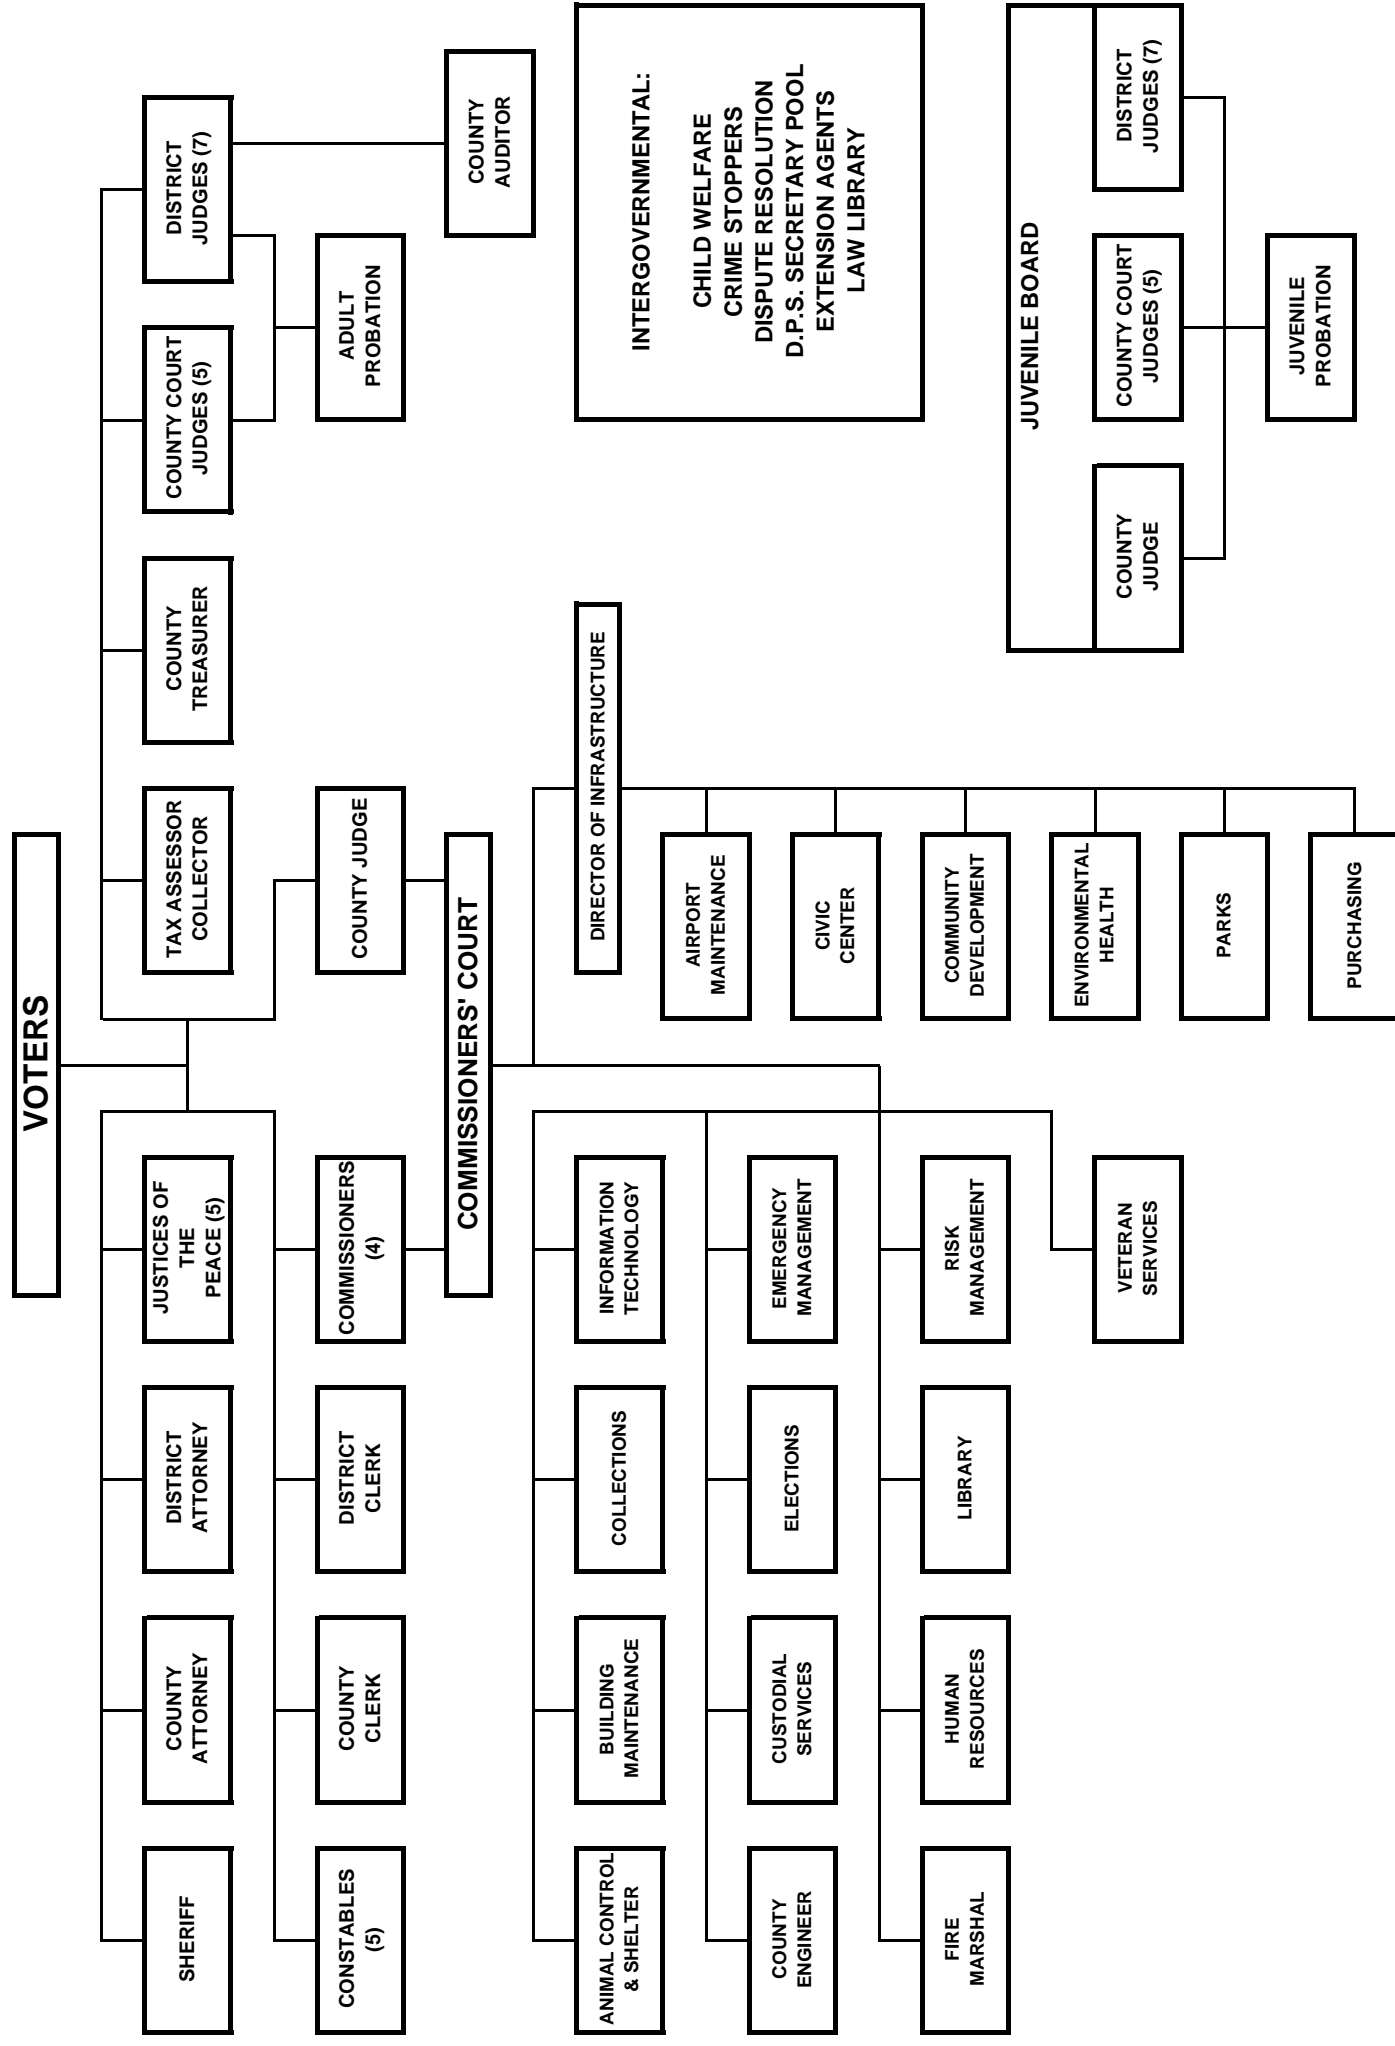 VOTERS
SHERIFF
COUNTY
ATTORNEY
DISTRICT
ATTORNEY
JUSTICES OF
THE
PEACE (5)
TAX ASSESSOR
COLLECTOR
COUNTY
TREASURER
COUNTY COURT
JUDGES (5)
DISTRICT
JUDGES (7)
CONSTABLES
(5)
COUNTY
CLERK
DISTRICT
CLERK
COMMISSIONERS
(4)
COUNTY JUDGE
ADULT
PROBATION
COMMISSIONERS' COURT
COUNTY
AUDITOR
ANIMAL CONTROL
& SHELTER
BUILDING
MAINTENANCE
COLLECTIONS
INFORMATION
TECHNOLOGY
DIRECTOR OF INFRASTRUCTURE
COUNTY
ENGINEER
CUSTODIAL
SERVICES
ELECTIONS
EMERGENCY
MANAGEMENT
AIRPORT
MAINTENANCE
CIVIC
CENTER
FIRE
MARSHAL
HUMAN
RESOURCES
LIBRARY
RISK
MANAGEMENT
COMMUNITY
DEVELOPMENT
VETERAN
SERVICES
ENVIRONMENTAL
HEALTH
PARKS
PURCHASING
INTERGOVERNMENTAL:
CHILD WELFARE
CRIME STOPPERS
DISPUTE RESOLUTION
D.P.S. SECRETARY POOL
EXTENSION AGENTS
LAW LIBRARY
JUVENILE BOARD
COUNTY
JUDGE
COUNTY COURT
JUDGES (5)
DISTRICT
JUDGES (7)
JUVENILE
PROBATION